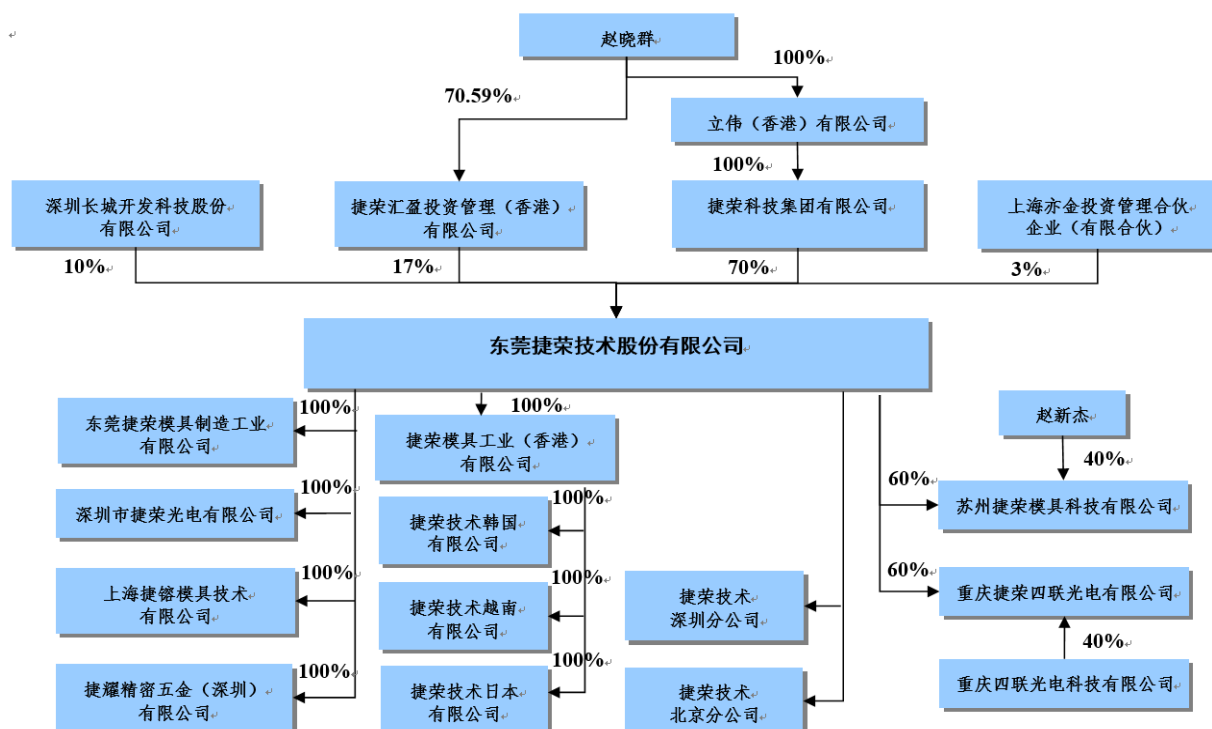 赵晓群
100%
70.59%
立伟（香港）有限公司
100%
深圳长城开发科技股份
有限公司
捷荣汇盈投资管理（香港）
有限公司
捷荣科技集团有限公司
上海亦金投资管理合伙
企业（有限合伙）
10%
17%
70%
3%
东莞捷荣技术股份有限公司
100%
东莞捷荣模具制造工业
有限公司
100%
深圳市捷荣光电有限公司
100%
上海捷镕模具技术
有限公司
100%
捷耀精密五金（深圳）
有限公司
100%
捷荣模具工业（香港）
有限公司
100%
捷荣技术韩国
有限公司
100%
捷荣技术越南
有限公司
100%
捷荣技术日本
有限公司
捷荣技术
深圳分公司
捷荣技术
北京分公司
赵新杰
40%
60%
苏州捷荣模具科技有限公司
60%
重庆捷荣四联光电有限公司
40%
重庆四联光电科技有限公司